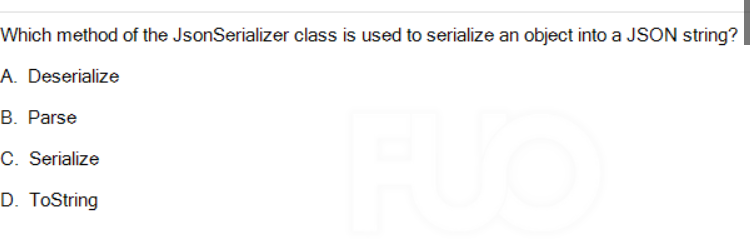 Which method of the JsonSerializer class is used to serialize an object into a JSON string?
A. Deserialize
B. Parse
C. Serialize
D. ToString
FUO